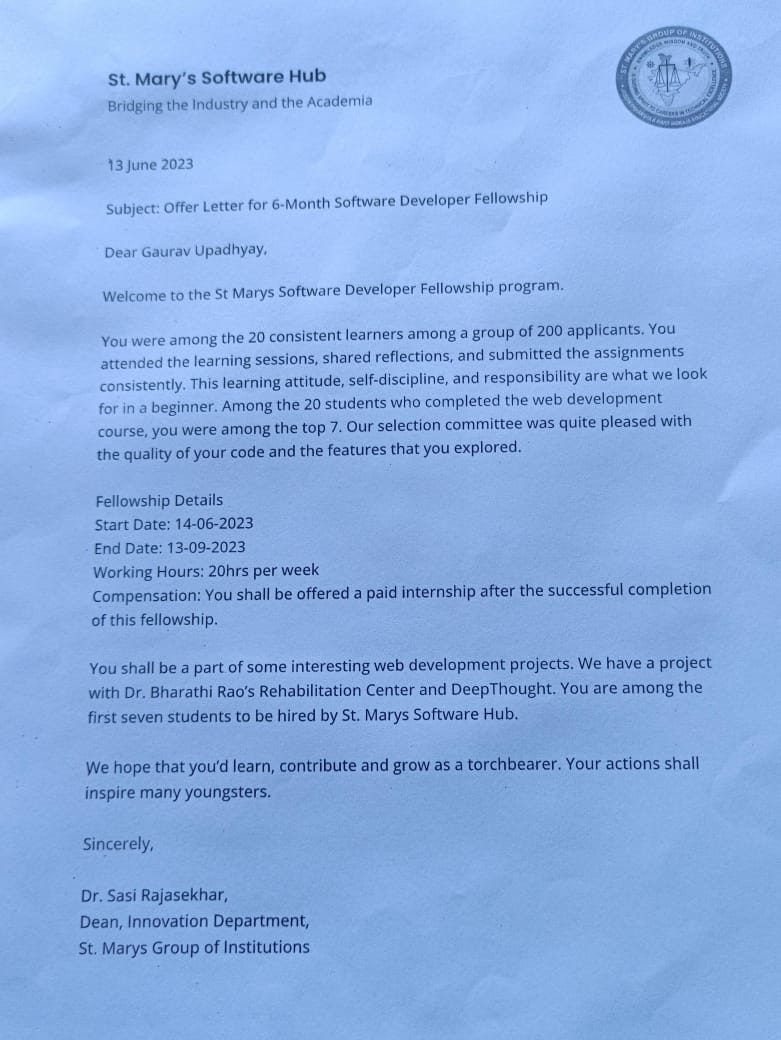 St. Mary's Software Hub
Bridging the Industry and the Academia
ST. MARY'S GROUP OF INSTITUTIONS
13 June 2023
Subject: Offer Letter for 6-Month Software Developer Fellowship
Dear Gaurav Upadhyay,
Welcome to the St Marys Software Developer Fellowship program.
You were among the 20 consistent learners among a group of 200 applicants. You
attended the learning sessions, shared reflections, and submitted the assignments
consistently. This learning attitude, self-discipline, and responsibility are what we look
for in a beginner. Among the 20 students who completed the web development
course, you were among the top 7. Our selection committee was quite pleased with
the quality of your code and the features that you explored.
Fellowship Details
Start Date: 14-06-2023
End Date: 13-09-2023
Working Hours: 20hrs per week
Compensation: You shall be offered a paid internship after the successful completion
of this fellowship.
You shall be a part of some interesting web development projects. We have a project
with Dr. Bharathi Rao's Rehabilitation Center and DeepThought. You are among the
first seven students to be hired by St. Marys Software Hub.
We hope that you'd learn, contribute and grow as a torchbearer. Your actions shall
inspire many youngsters.
Sincerely,
Dr. Sasi Rajasekhar,
Dean, Innovation Department,
St. Marys Group of Institutions